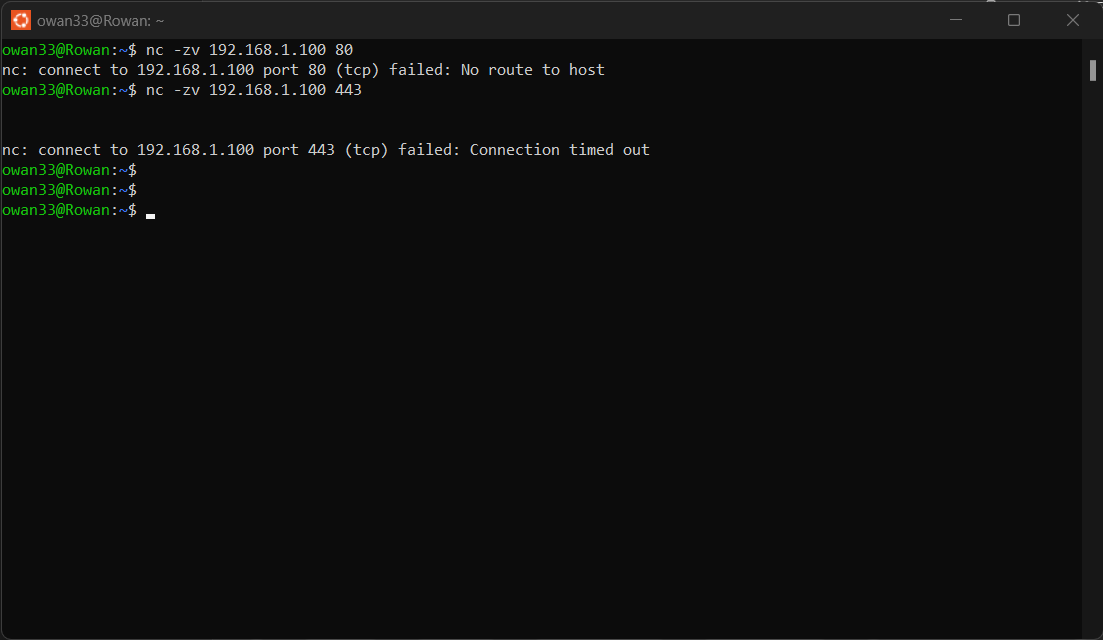 owan33@Rowan: ~
owan33@Rowan:~$ nc -zv 192.168.1.100 80
nc: connect to 192.168.1.100 port 80 (tcp) failed: No route to host
owan33@Rowan:~$ nc -zv 192.168.1.100 443
nc: connect to 192.168.1.100 port 443 (tcp) failed: Connection timed out
owan33@Rowan:~$
owan33@Rowan:~$
owan33@Rowan:~$